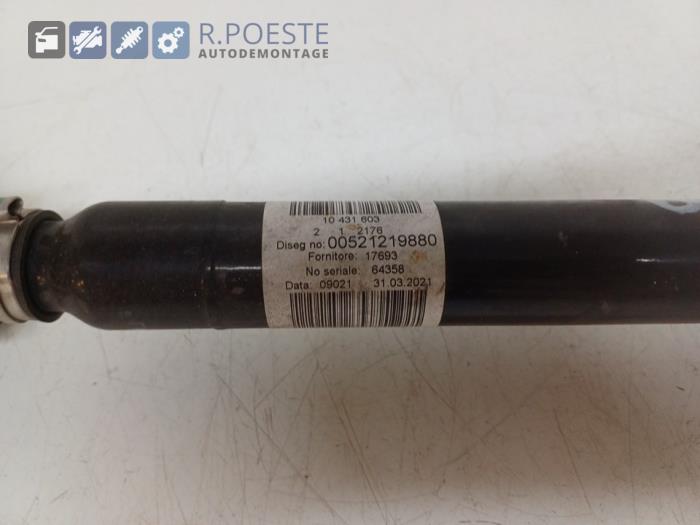 R.POESTE
AUTODEMONTAGE
10 431 603
2 1 2176
Diseg no: 00521219880
Fornitore: 17693
No seriale: 64358
Data: 09021 31.03.2021